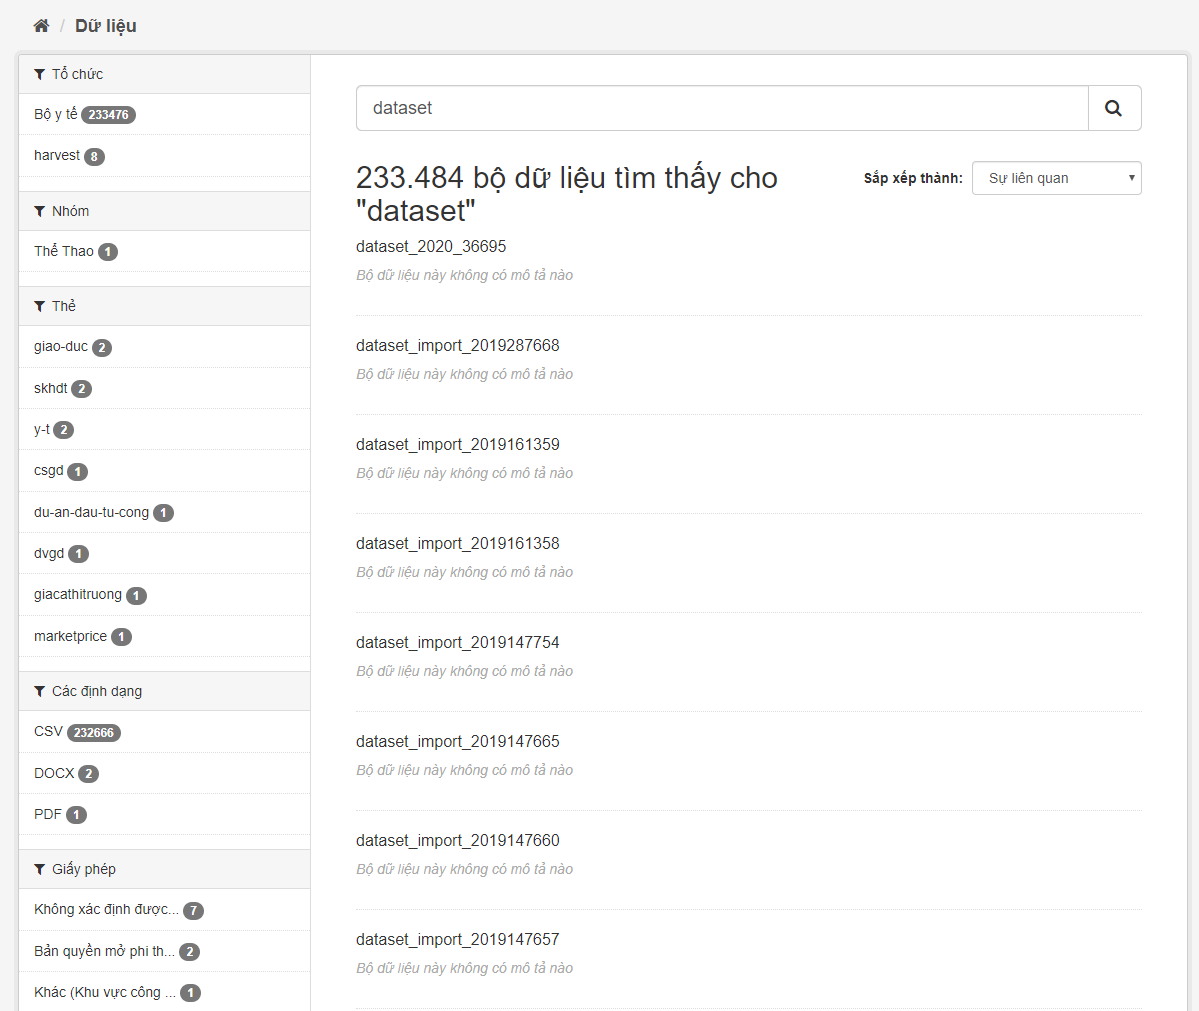 / Dữ liệu
Tổ chức
Bộ y tế 233476
harvest 8
Nhóm
Thể Thao 1
Thẻ
giao-duc 2
skhdt 2
y-t 2
csgd 1
du-an-dau-tu-cong 1
dvgd 1
giacathitruong 1
marketprice 1
Các định dạng
CSV 232666
DOCX 2
PDF 1
Giấy phép
Không xác định được... 7
Bản quyền mở phi th... 2
Khác (Khu vực công ... 1
dataset
233.484 bộ dữ liệu tìm thấy cho
"dataset"
Sắp xếp thành: Sự liên quan
dataset_2020_36695
Bộ dữ liệu này không có mô tả nào
dataset_import_2019287668
Bộ dữ liệu này không có mô tả nào
dataset_import_2019161359
Bộ dữ liệu này không có mô tả nào
dataset_import_2019161358
Bộ dữ liệu này không có mô tả nào
dataset_import_2019147754
Bộ dữ liệu này không có mô tả nào
dataset_import_2019147665
Bộ dữ liệu này không có mô tả nào
dataset_import_2019147660
Bộ dữ liệu này không có mô tả nào
dataset_import_2019147657
Bộ dữ liệu này không có mô tả nào